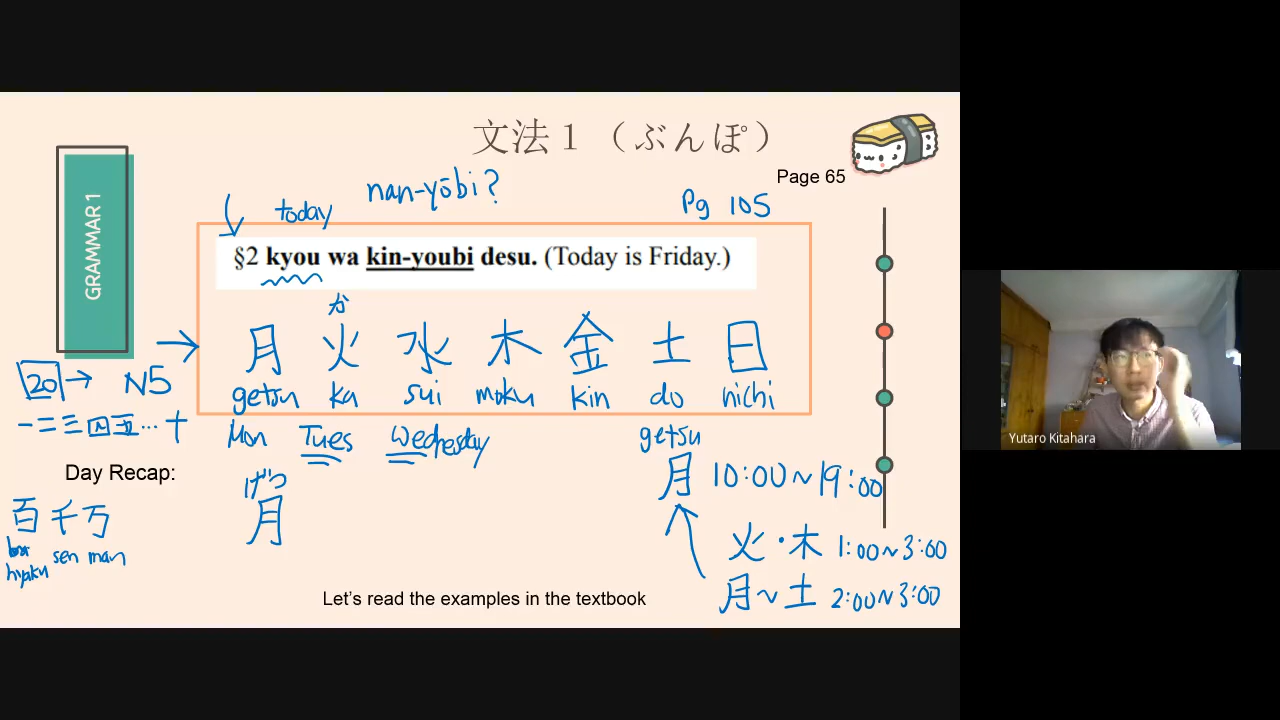 文法１（ぶんぽ）
Page 65
GRAMMAR 1
nan-yōbi?
today
Pg 105
§2 kyou wa kin-youbi desu. (Today is Friday.)
か
月 火 水 木 金 土 日
getsu ka sui moku kin do nichi
20→ N5
一二三四五…十
Mon Tues Wednesday
getsu
月 10:00~19:00
Day Recap:
げつ
月
百 千 万
hyaku sen man
火・木 1:00~3:00
月~土 2:00~3:00
Let's read the examples in the textbook
Yutaro Kitahara